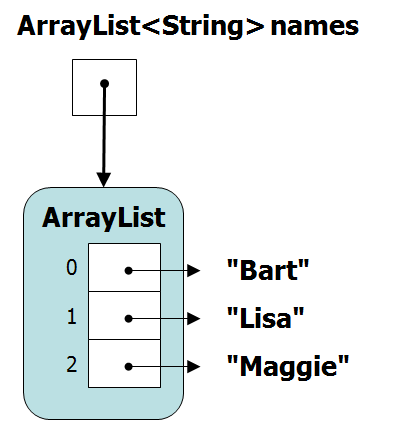 ArrayList<String> names
ArrayList
0 "Bart"
1 "Lisa"
2 "Maggie"